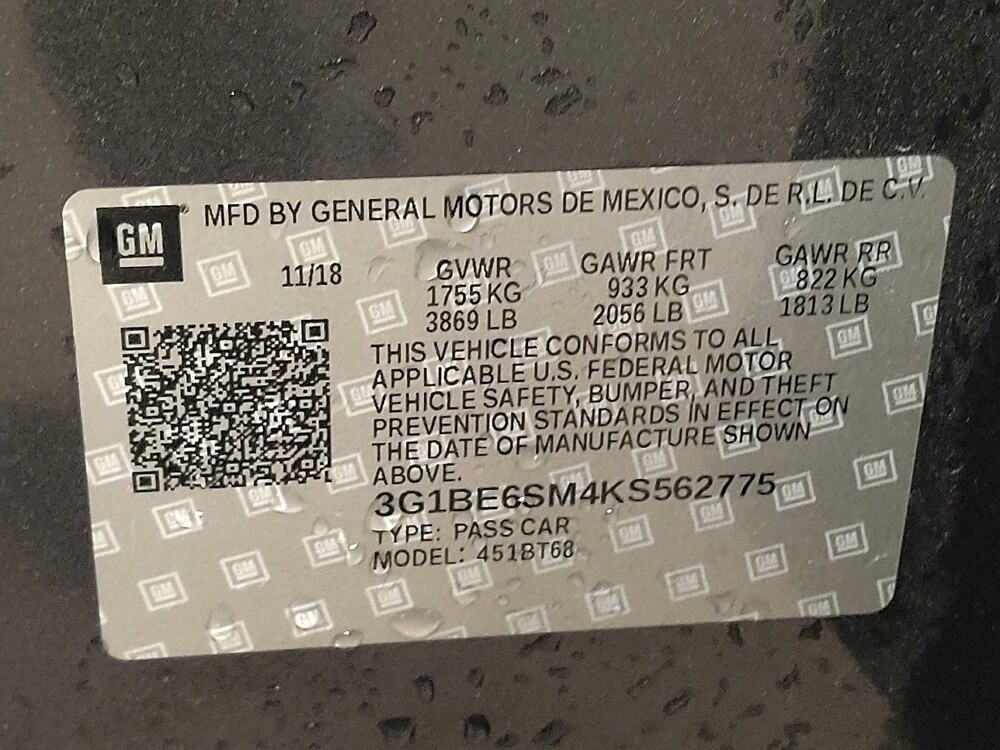 GM
MFD BY GENERAL MOTORS DE MEXICO, S. DE R.L. DE C.V.
11/18 GVWR GAWR FRT GAWR RR
1755 KG 933 KG 822 KG
3869 LB 2056 LB 1813 LB
THIS VEHICLE CONFORMS TO ALL
APPLICABLE U.S. FEDERAL MOTOR
VEHICLE SAFETY, BUMPER, AND THEFT
PREVENTION STANDARDS IN EFFECT ON
THE DATE OF MANUFACTURE SHOWN
ABOVE.
3G1BE6SM4KS562775
TYPE: PASS CAR
MODEL: 451BT68